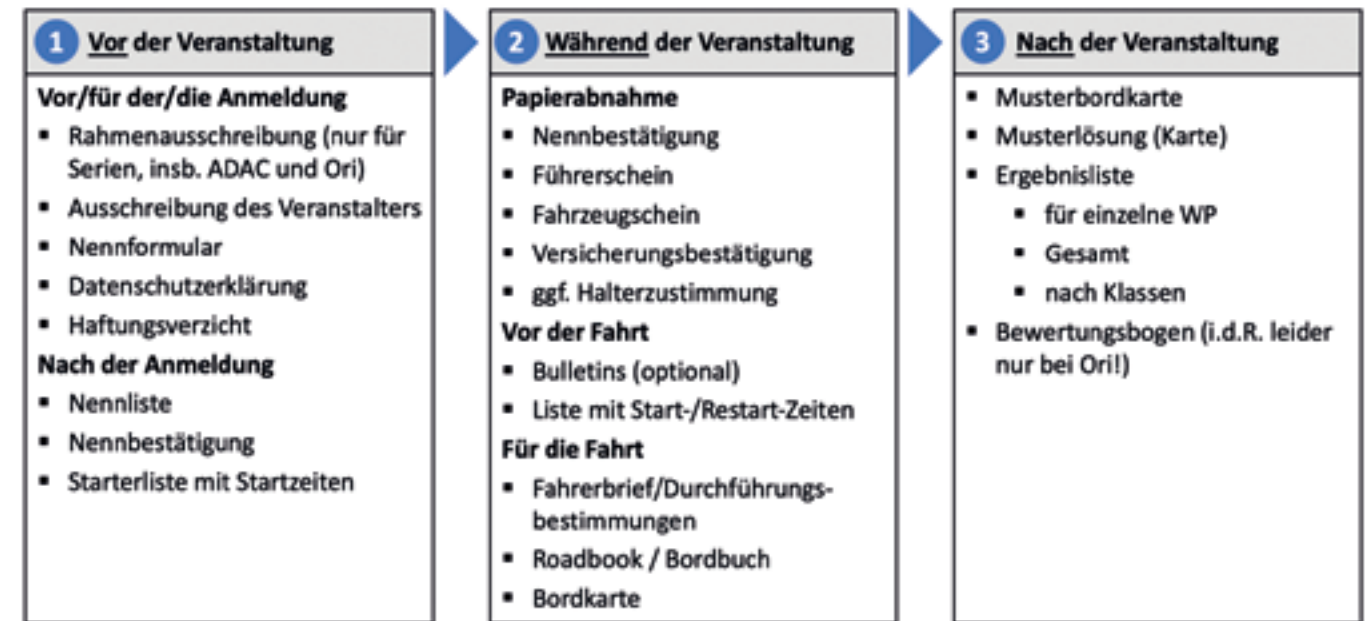 1 Vor der Veranstaltung
Vor/für der/die Anmeldung
▪ Rahmenausschreibung (nur für
Serien, insb. ADAC und Ori)
▪ Ausschreibung des Veranstalters
▪ Nennformular
▪ Datenschutzerklärung
▪ Haftungsverzicht
Nach der Anmeldung
▪ Nennliste
▪ Nennbestätigung
▪ Starterliste mit Startzeiten
2 Während der Veranstaltung
Papierabnahme
▪ Nennbestätigung
▪ Führerschein
▪ Fahrzeugschein
▪ Versicherungsbestätigung
▪ ggf. Halterzustimmung
Vor der Fahrt
▪ Bulletins (optional)
▪ Liste mit Start-/Restart-Zeiten
Für die Fahrt
▪ Fahrerbrief/Durchführungs-
bestimmungen
▪ Roadbook / Bordbuch
▪ Bordkarte
3 Nach der Veranstaltung
▪ Musterbordkarte
▪ Musterlösung (Karte)
▪ Ergebnisliste
▪ für einzelne WP
▪ Gesamt
▪ nach Klassen
▪ Bewertungsbogen (i.d.R. leider
nur bei Ori!)